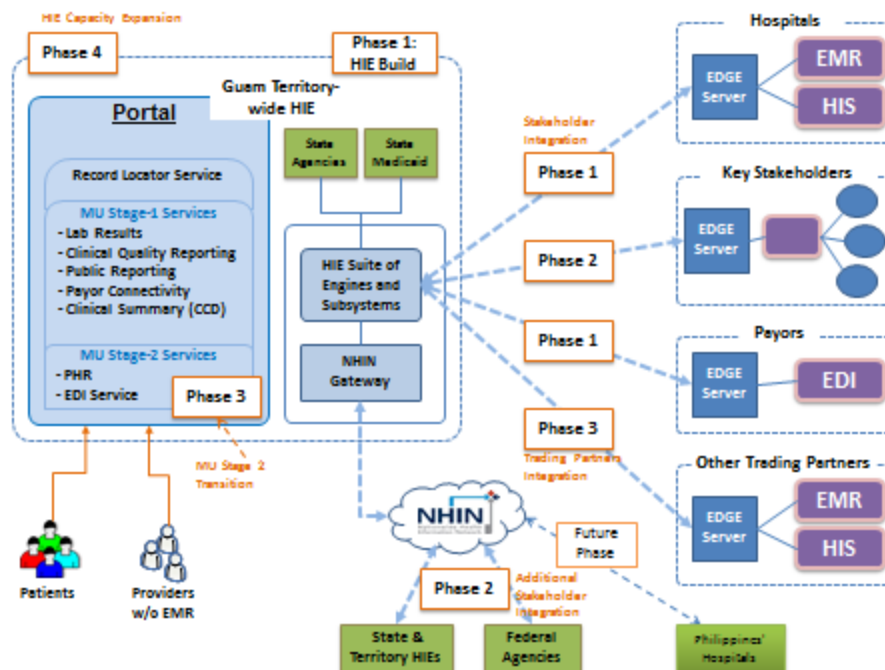 HIE Capacity Expansion
Phase 4
Phase 1:
HIE Build
Guam Territory-
wide HIE
Portal
Record Locator Service
MU Stage-1 Services
- Lab Results
- Clinical Quality Reporting
- Public Reporting
- Payor Connectivity
- Clinical Summary (CCD)
MU Stage-2 Services
- PHR
- EDI Service
Phase 3
MU Stage 2
Transition
Patients
Providers
w/o EMR
State
Agencies
State
Medicaid
HIE Suite of
Engines and
Subsystems
NHIN
Gateway
Stakeholder
Integration
Phase 1
Phase 2
Phase 1
Phase 3
Trading Partners
Integration
Hospitals
EDGE
Server
EMR
HIS
Key Stakeholders
EDGE
Server
Payors
EDGE
Server
EDI
Other Trading Partners
EDGE
Server
EMR
HIS
NHIN
Future
Phase
Phase 2
Additional
Stakeholder
Integration
State &
Territory HIEs
Federal
Agencies
Philippines'
Hospitals